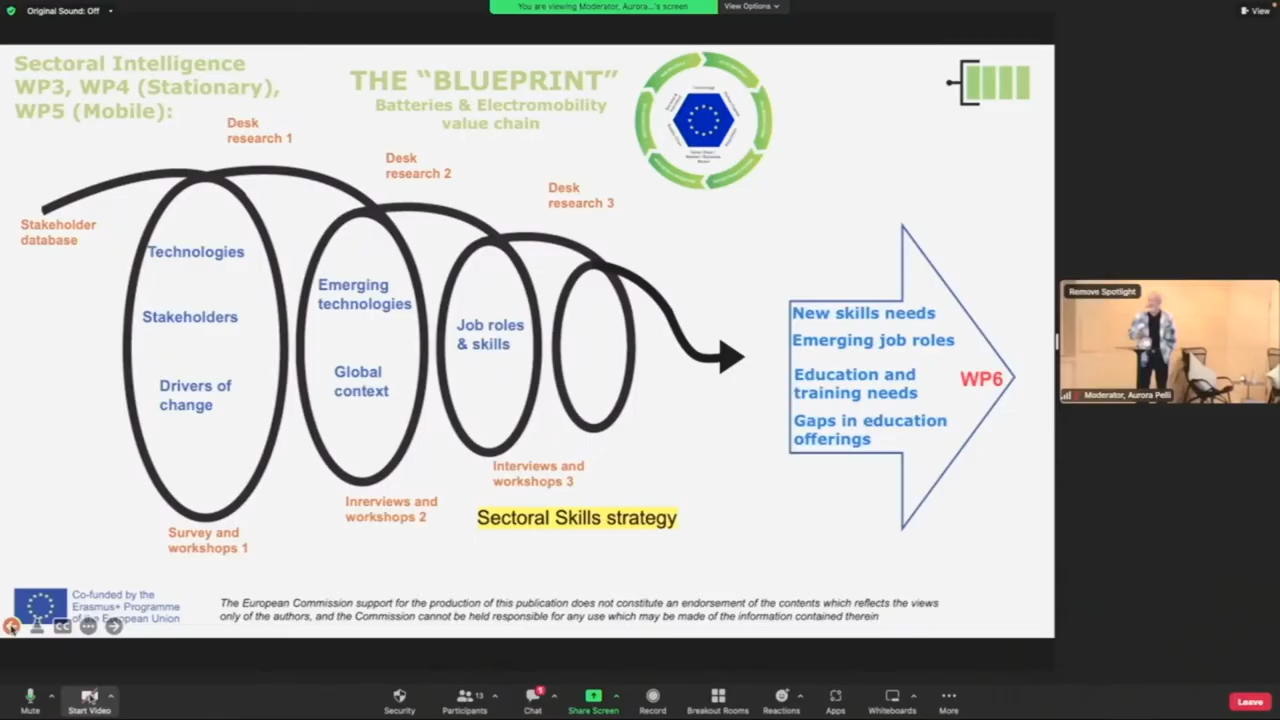 Original Sound: Off
You are viewing Moderator, Auror...'s screen
View Options
View
Sectoral Intelligence
WP3, WP4 (Stationary),
WP5 (Mobile):
THE “BLUEPRINT”
Batteries & Electromobility
value chain
Desk
research 1
Desk
research 2
Desk
research 3
Stakeholder
database
Technologies
Stakeholders
Drivers of
change
Emerging
technologies
Global
context
Job roles
& skills
New skills needs
Emerging job roles
Education and
training needs
Gaps in education
offerings
WP6
Remove Spotlight
Moderator, Aurora Pelli
Interviews and
workshops 3
Inrerviews and
workshops 2
Sectoral Skills strategy
Survey and
workshops 1
Co-funded by the
Erasmus+ Programme
of the European Union
The European Commission support for the production of this publication does not constitute an endorsement of the contents which reflects the views
only of the authors, and the Commission cannot be held responsible for any use which may be made of the information contained therein
CC
Mute
Start Video
Security
Participants
13
Chat
Share Screen
Record
Breakout Rooms
Reactions
Apps
Whiteboards
More
Leave